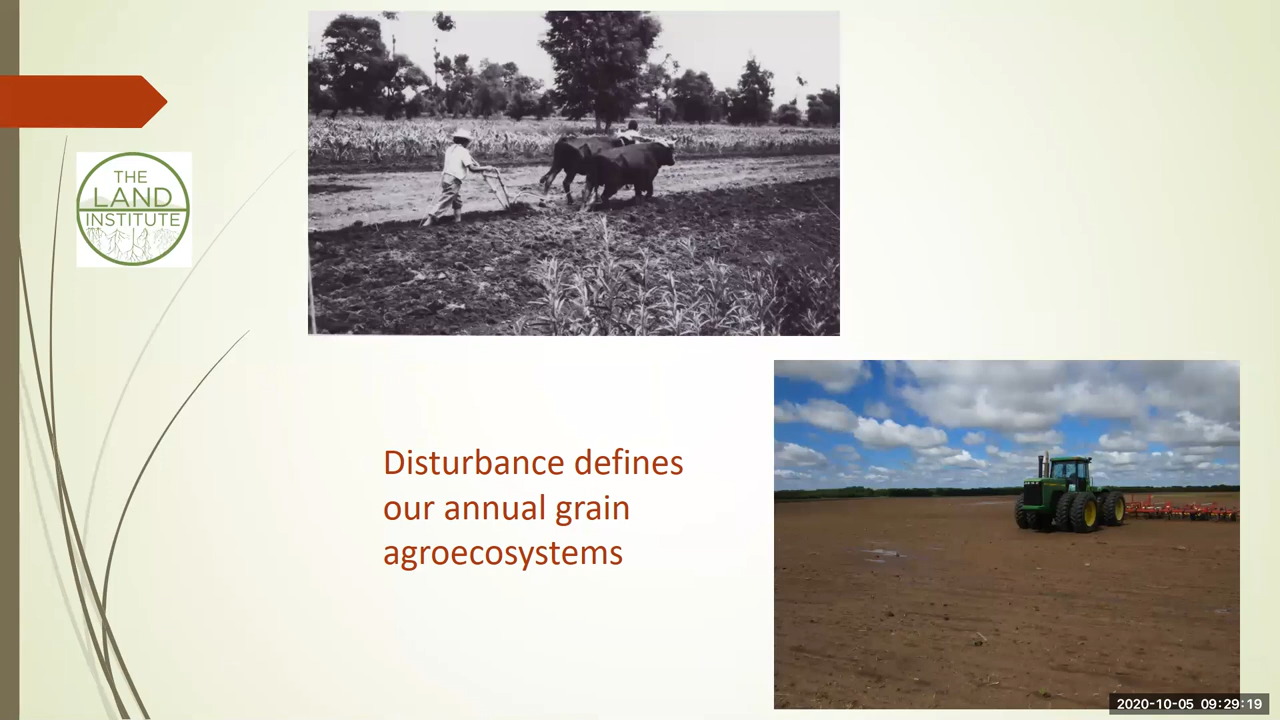 THE
LAND
INSTITUTE
Disturbance defines
our annual grain
agroecosystems
2020-10-05 09:29:19